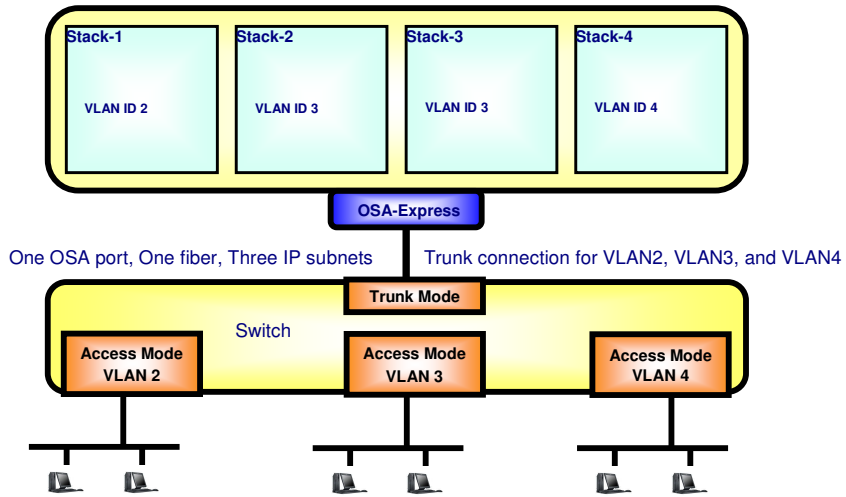 Stack-1
Stack-2
Stack-3
Stack-4
VLAN ID 2
VLAN ID 3
VLAN ID 3
VLAN ID 4
OSA-Express
One OSA port, One fiber, Three IP subnets
Trunk connection for VLAN2, VLAN3, and VLAN4
Trunk Mode
Switch
Access Mode
VLAN 2
Access Mode
VLAN 3
Access Mode
VLAN 4